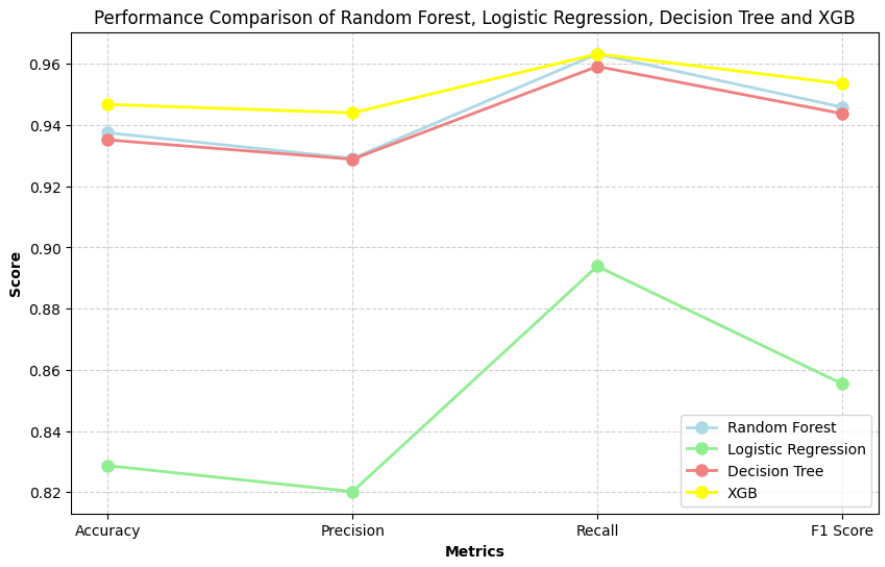 Performance Comparison of Random Forest, Logistic Regression, Decision Tree and XGB
0.96
0.94
0.92
0.90
0.88
0.86
0.84
0.82
Score
Random Forest
Logistic Regression
Decision Tree
XGB
Accuracy
Precision
Recall
F1 Score
Metrics